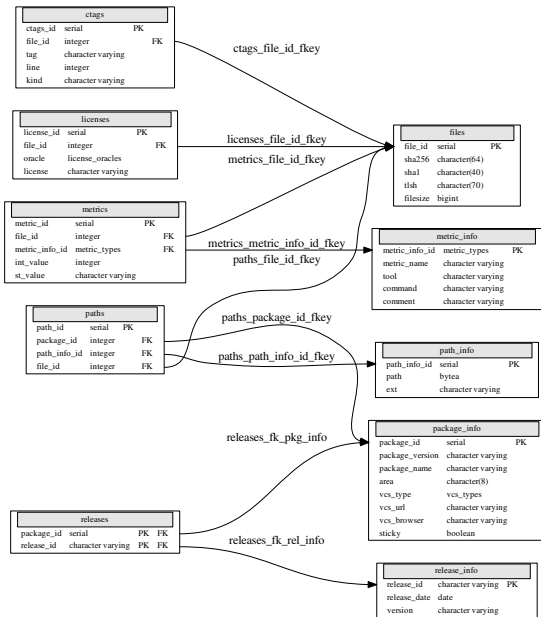 ctags
ctags_id serial PK
file_id integer FK
tag character varying
line integer
kind character varying
ctags_file_id_fkey
licenses
license_id serial PK
file_id integer FK
oracle license_oracles
license character varying
licenses_file_id_fkey
files
file_id serial PK
sha256 character(64)
sha1 character(40)
tlsh character(70)
filesize bigint
metrics_file_id_fkey
metrics
metric_id serial PK
file_id integer FK
metric_info_id metric_types FK
int_value integer
st_value character varying
metrics_metric_info_id_fkey
paths_file_id_fkey
metric_info
metric_info_id metric_types PK
metric_name character varying
tool character varying
command character varying
comment character varying
paths
path_id serial PK
package_id integer FK
path_info_id integer FK
file_id integer FK
paths_package_id_fkey
paths_path_info_id_fkey
path_info
path_info_id serial PK
path bytea
ext character varying
package_info
package_id serial PK
package_version character varying
package_name character varying
area character(8)
vcs_type vcs_types
vcs_url character varying
vcs_browser character varying
sticky boolean
releases_fk_pkg_info
releases
package_id serial PK FK
release_id character varying PK FK
releases_fk_rel_info
release_info
release_id character varying PK
release_date date
version character varying